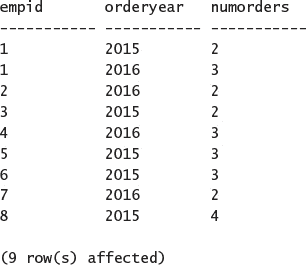 empid orderyear numorders
----------- ----------- -----------
1 2015 2
1 2016 3
2 2016 2
3 2015 2
4 2016 3
5 2015 3
6 2015 3
7 2016 2
8 2015 4
(9 row(s) affected)